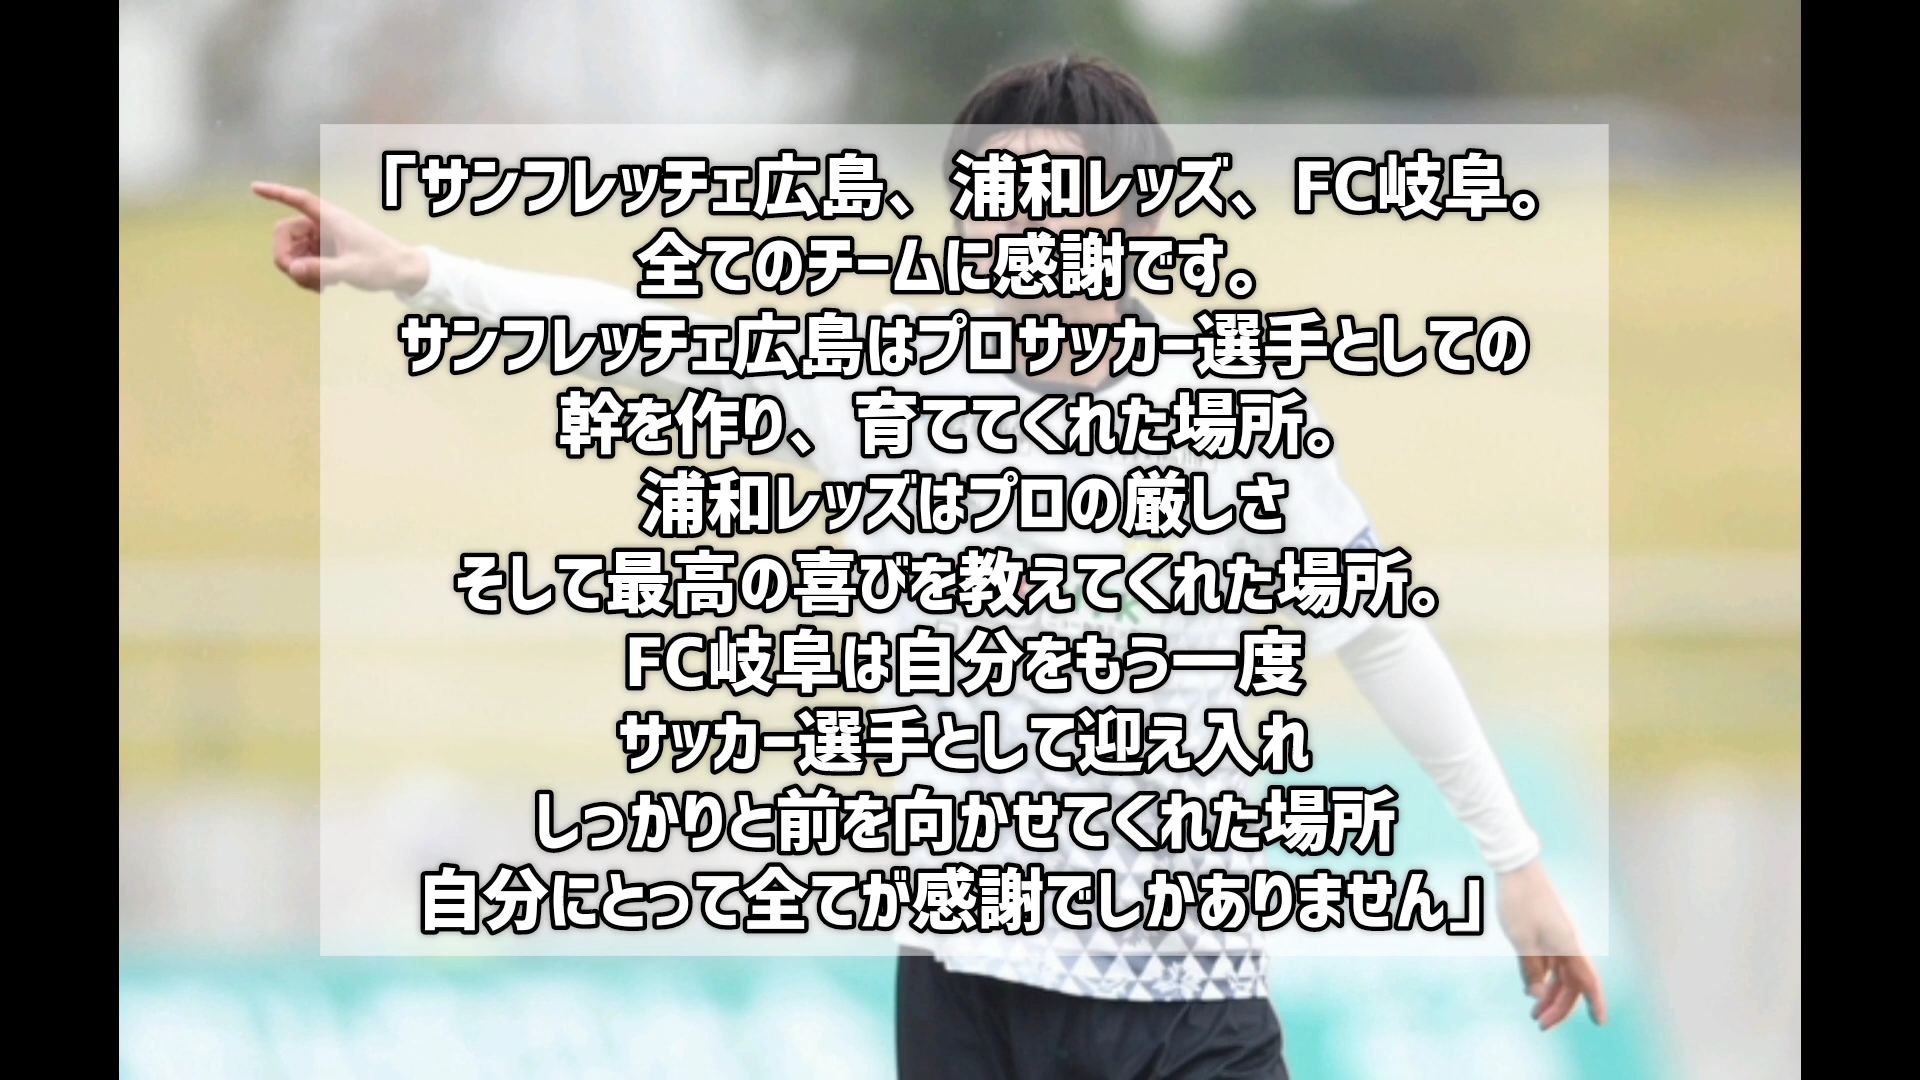 「サンフレッチェ広島、浦和レッズ、FC岐阜。
全てのチームに感謝です。
サンフレッチェ広島はプロサッカー選手としての
幹を作り、育ててくれた場所。
浦和レッズはプロの厳しさ
そして最高の喜びを教えてくれた場所。
FC岐阜は自分をもう一度
サッカー選手として迎え入れ
しっかりと前を向かせてくれた場所
自分にとって全てが感謝でしかありません」